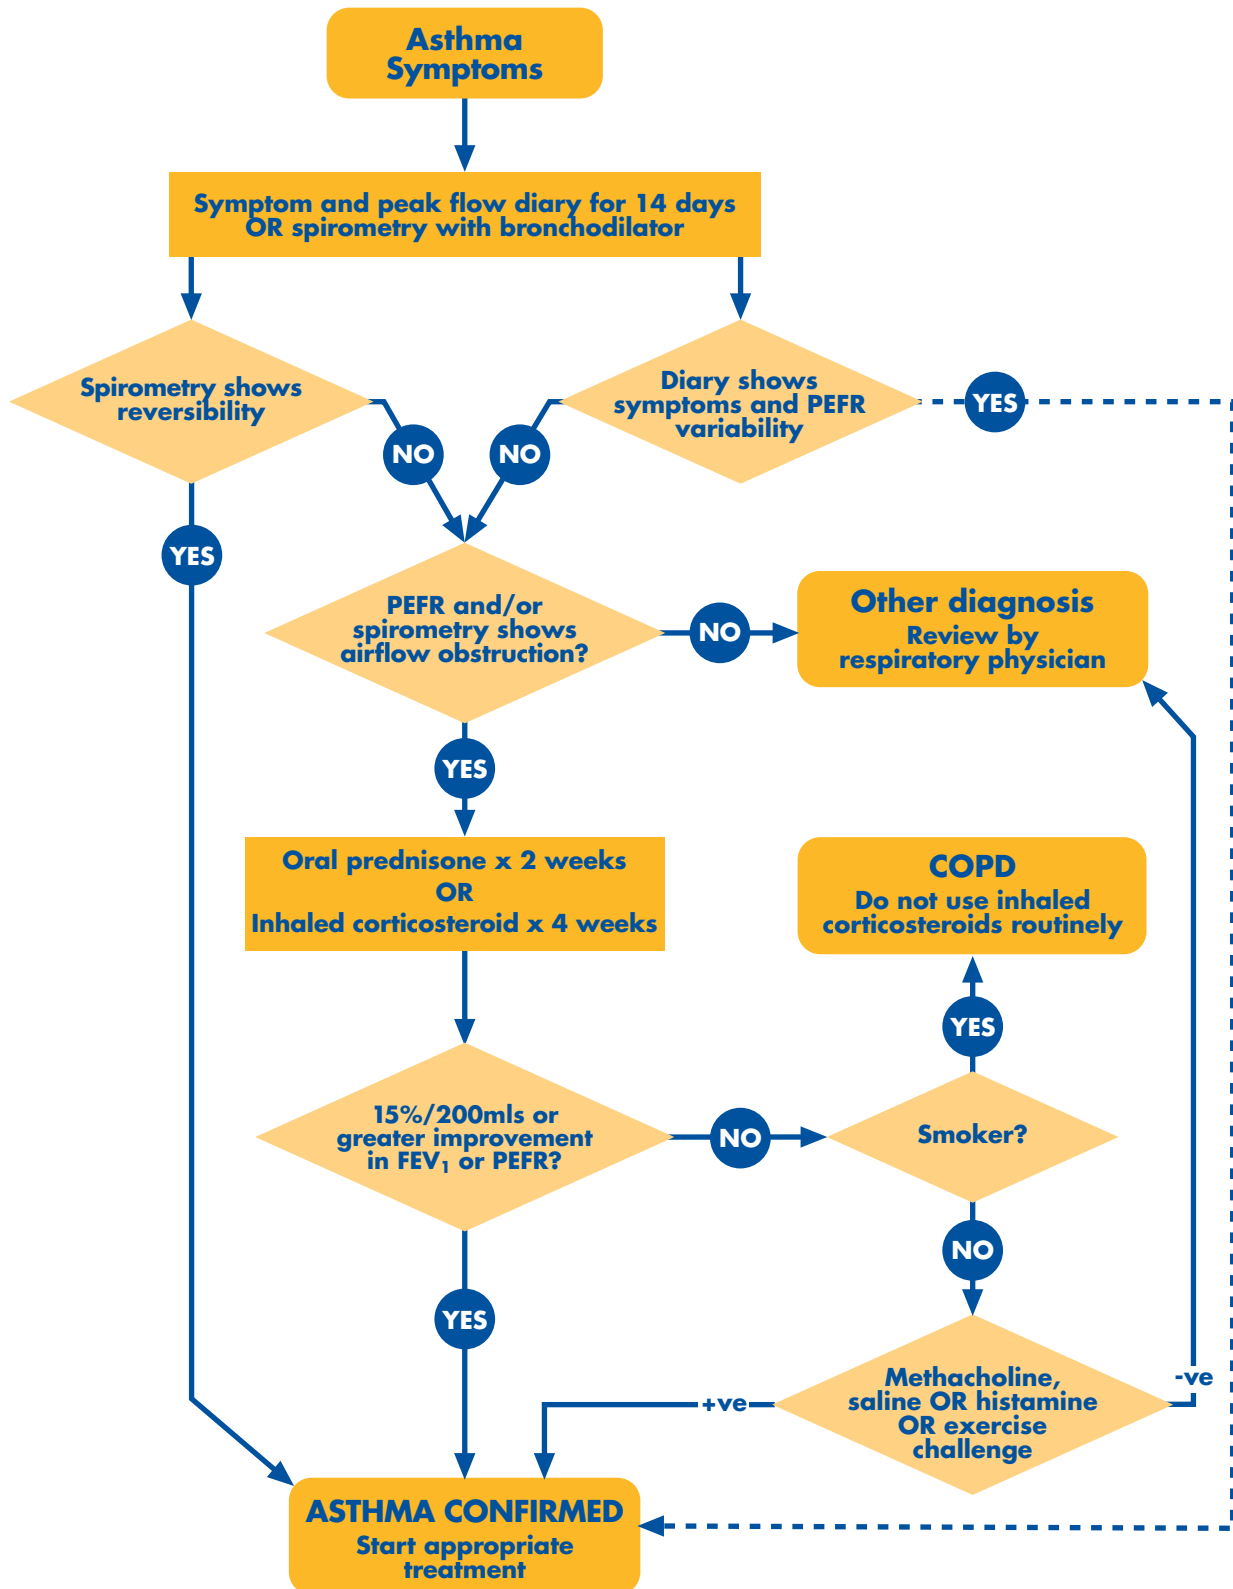 Asthma
Symptoms
Symptom and peak flow diary for 14 days
OR spirometry with bronchodilator
Spirometry shows
reversibility
Diary shows
symptoms and PEFR
variability
YES
NO
NO
YES
PEFR and/or
spirometry shows
airflow obstruction?
NO
Other diagnosis
Review by
respiratory physician
YES
Oral prednisone x 2 weeks
OR
Inhaled corticosteroid x 4 weeks
COPD
Do not use inhaled
corticosteroids routinely
YES
15%/200mls or
greater improvement
in FEV₁ or PEFR?
NO
Smoker?
NO
YES
Methacholine,
saline OR histamine
OR exercise
challenge
-ve
+ve
ASTHMA CONFIRMED
Start appropriate
treatment